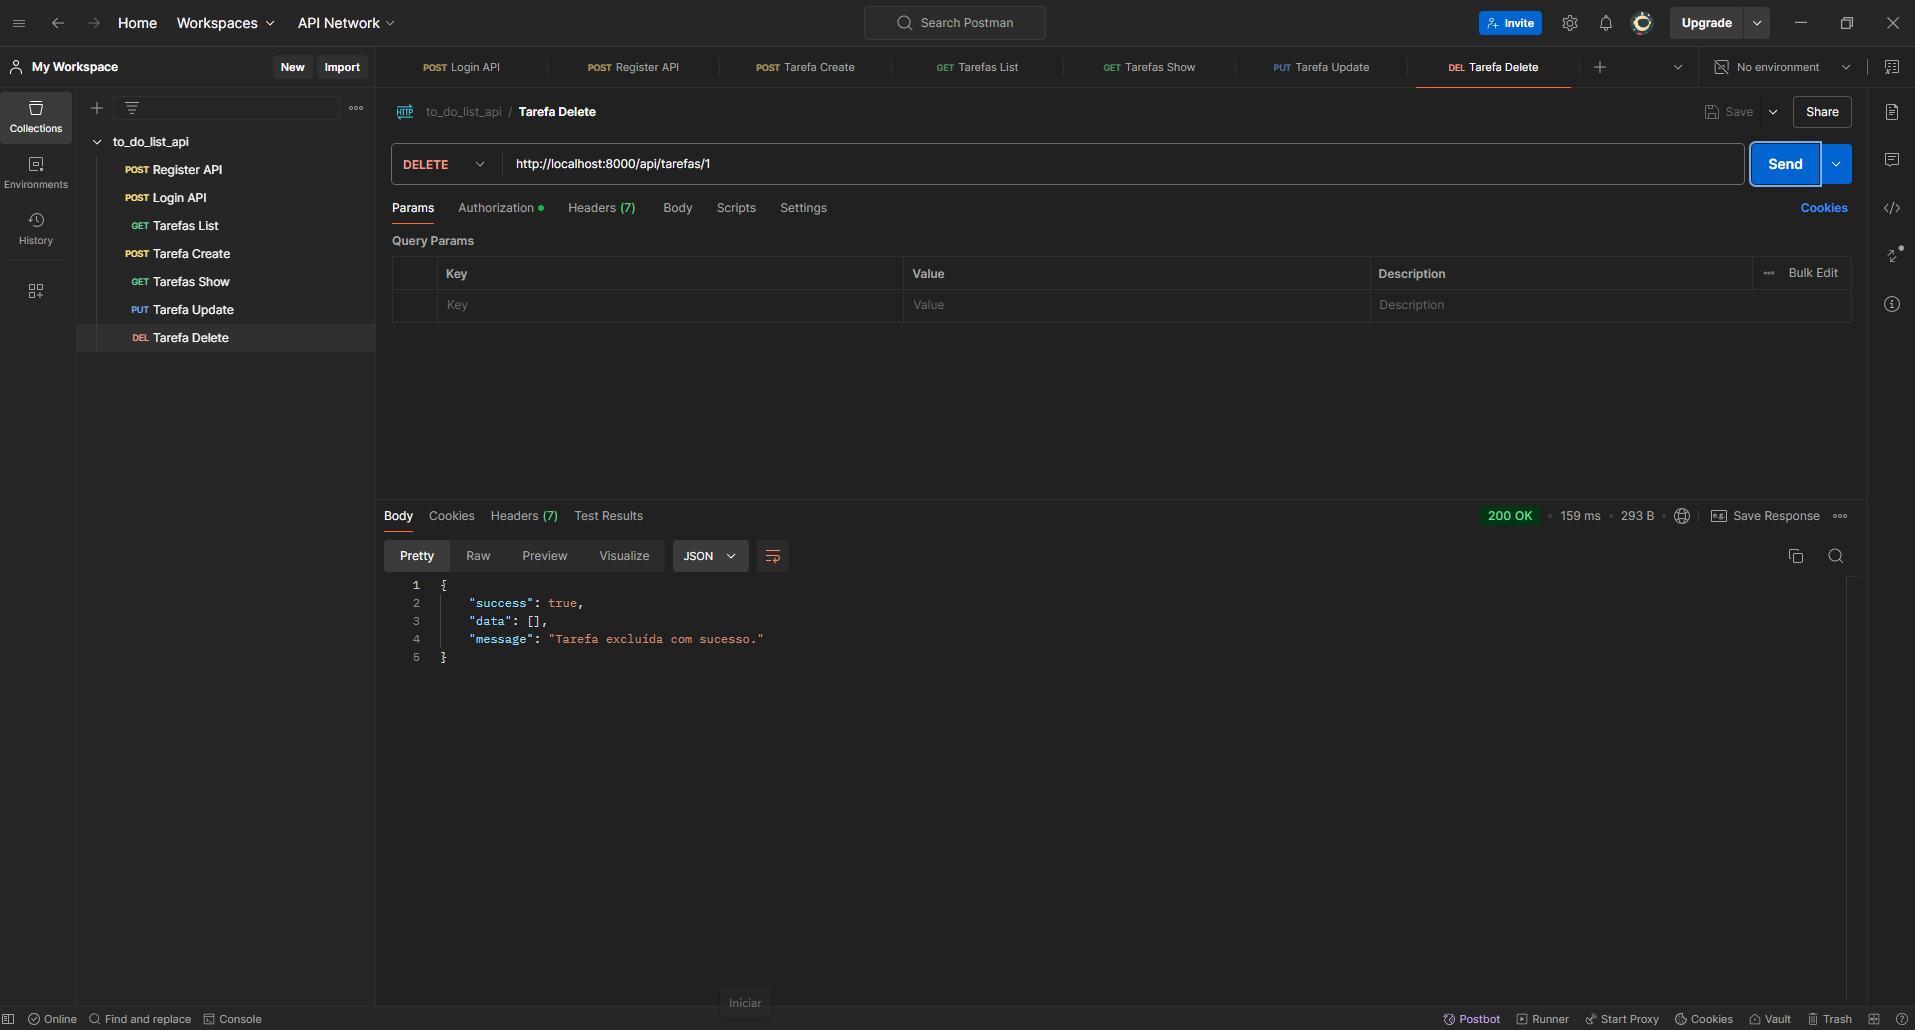 Home Workspaces API Network Search Postman Invite Upgrade
My Workspace New Import POST Login API POST Register API POST Tarefa Create GET Tarefas List GET Tarefas Show PUT Tarefa Update DEL Tarefa Delete No environment
Collections
Environments
History
to_do_list_api
POST Register API
POST Login API
GET Tarefas List
POST Tarefa Create
GET Tarefas Show
PUT Tarefa Update
DEL Tarefa Delete
HTTP to_do_list_api / Tarefa Delete Save Share
DELETE http://localhost:8000/api/tarefas/1 Send
Params Authorization Headers (7) Body Scripts Settings Cookies
Query Params
Key Value Description Bulk Edit
Key Value Description
Body Cookies Headers (7) Test Results 200 OK 159 ms 293 B e.g. Save Response
Pretty Raw Preview Visualize JSON
1 {
2 "success": true,
3 "data": [],
4 "message": "Tarefa excluída com sucesso."
5 }
Iniciar
Online Find and replace Console Postbot Runner Start Proxy Cookies Vault Trash